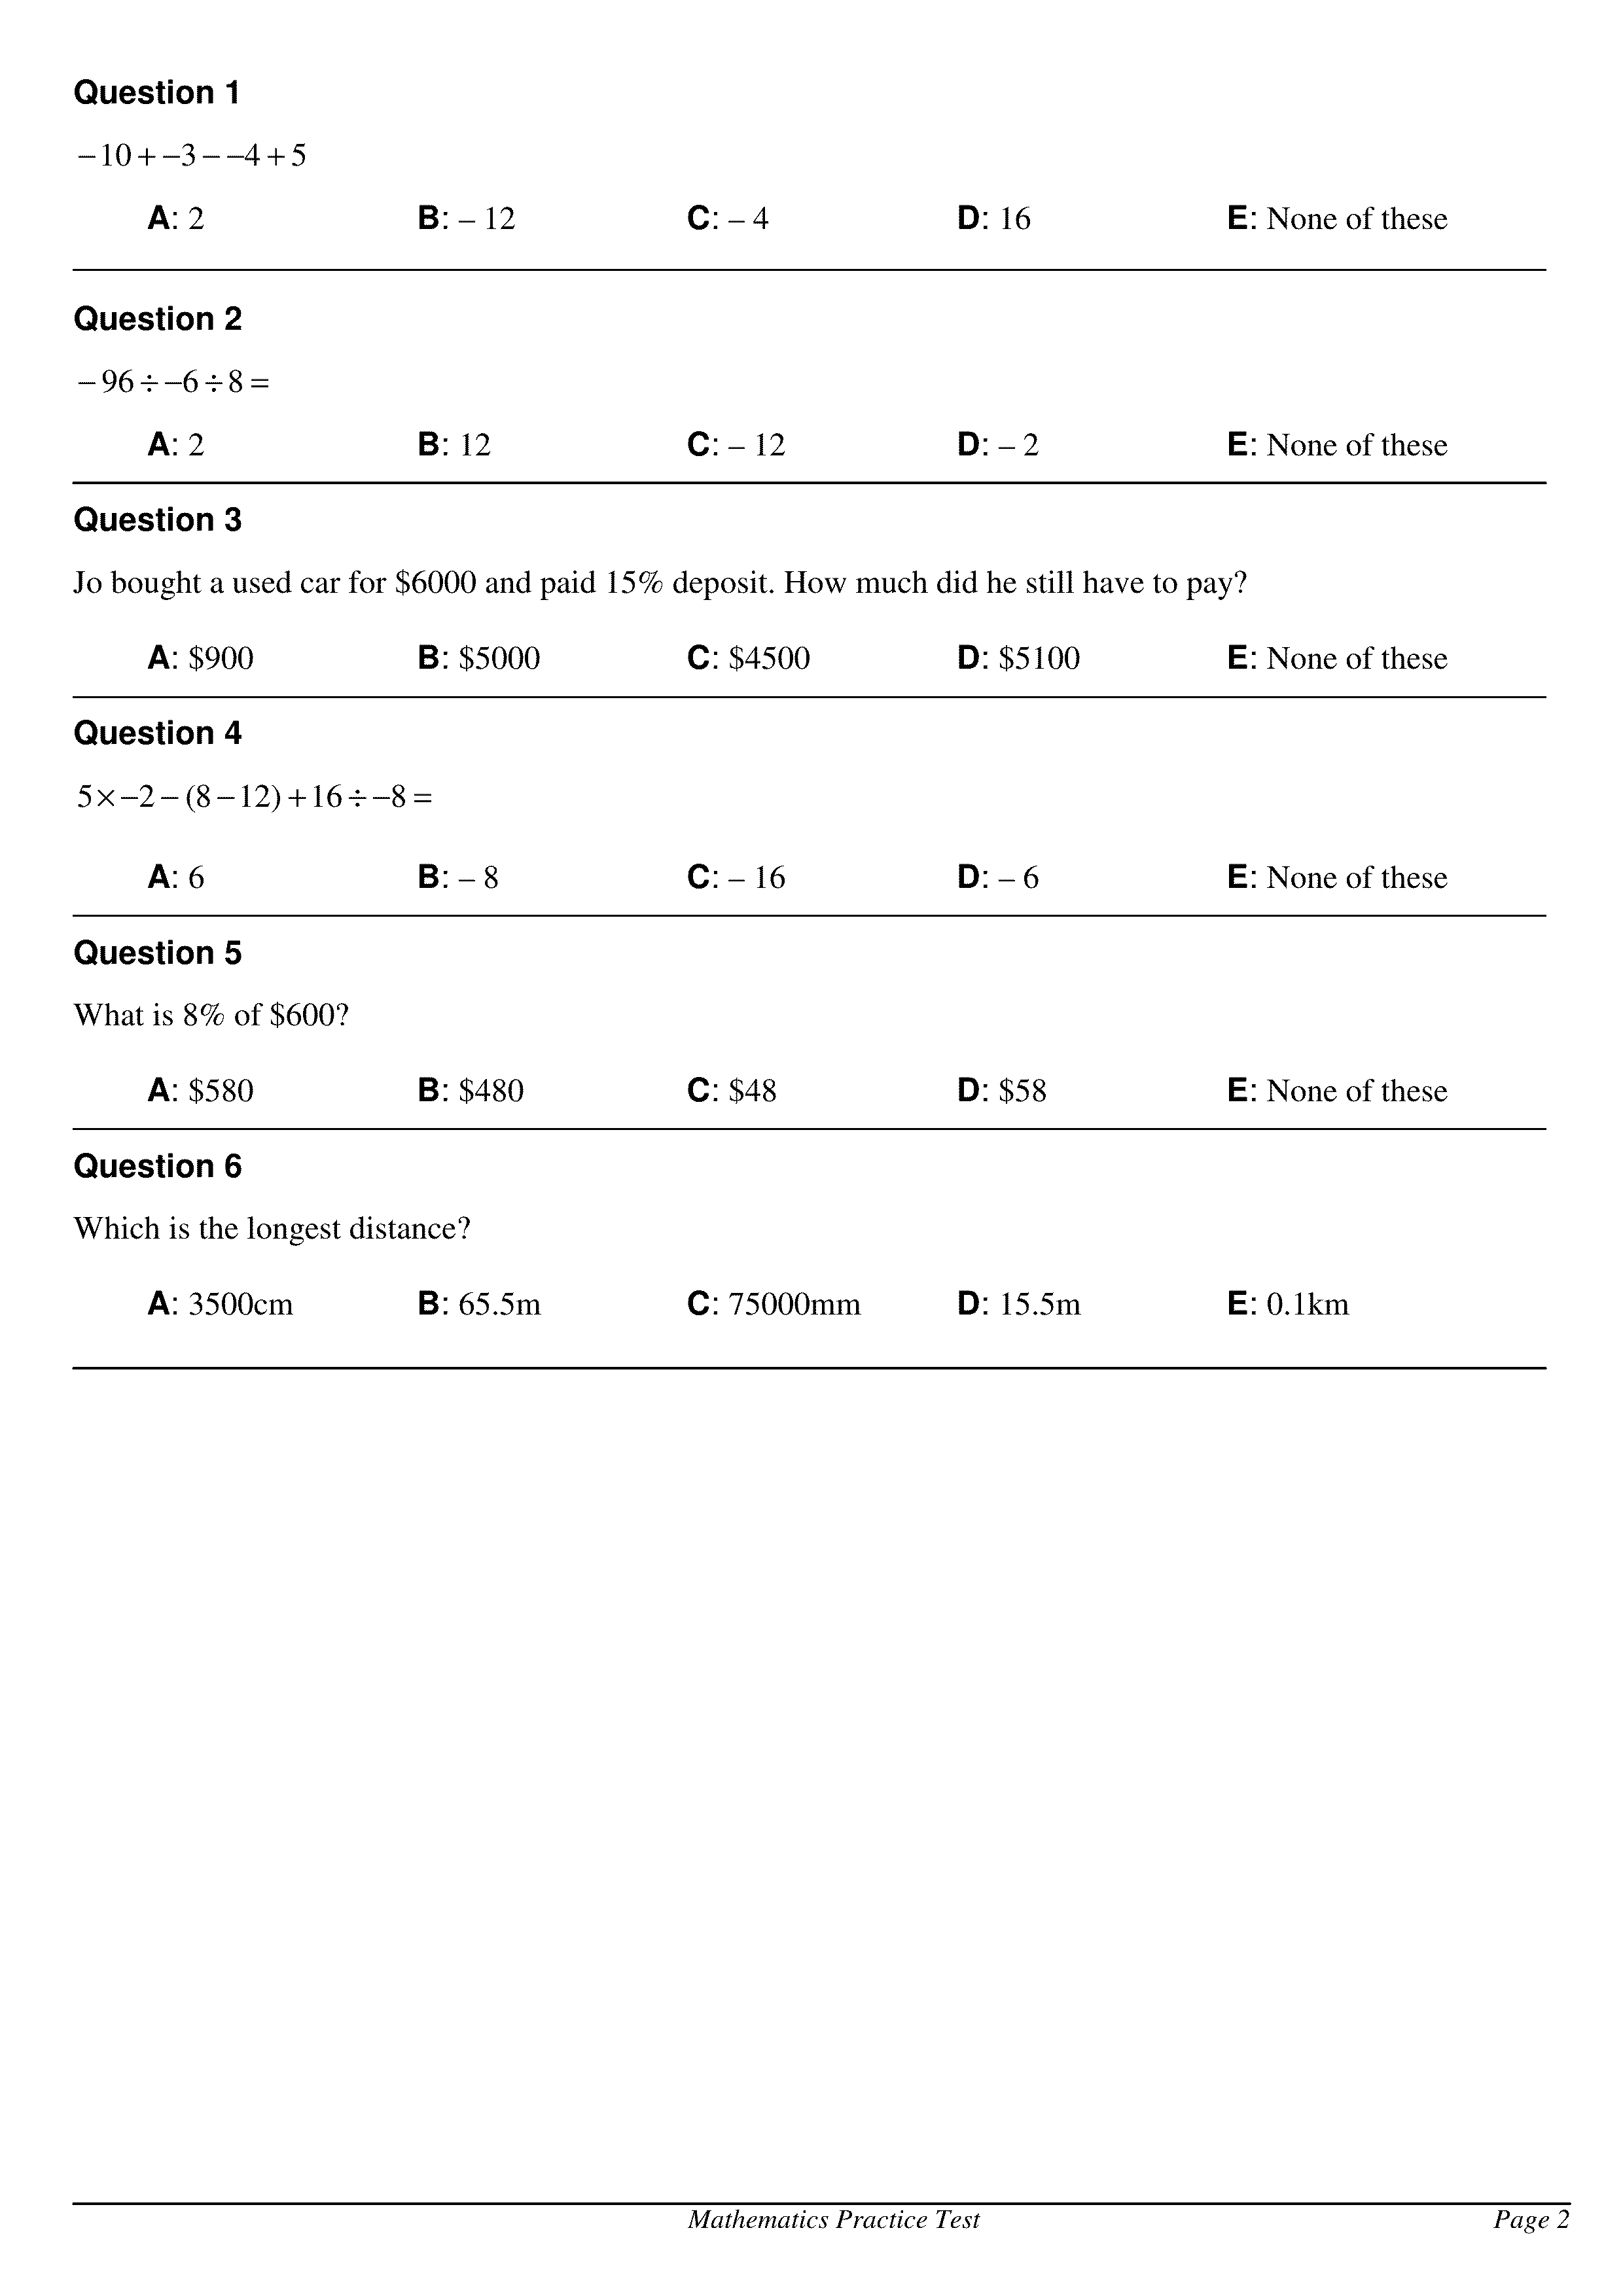 Question 1
–10 + –3 – –4 + 5
A: 2 B: – 12 C: – 4 D: 16 E: None of these
Question 2
–96 ÷ –6 ÷ 8 =
A: 2 B: 12 C: – 12 D: – 2 E: None of these
Question 3
Jo bought a used car for $6000 and paid 15% deposit. How much did he still have to pay?
A: $900 B: $5000 C: $4500 D: $5100 E: None of these
Question 4
5 × –2 – (8 – 12) + 16 ÷ –8 =
A: 6 B: – 8 C: – 16 D: – 6 E: None of these
Question 5
What is 8% of $600?
A: $580 B: $480 C: $48 D: $58 E: None of these
Question 6
Which is the longest distance?
A: 3500cm B: 65.5m C: 75000mm D: 15.5m E: 0.1km
Mathematics Practice Test Page 2